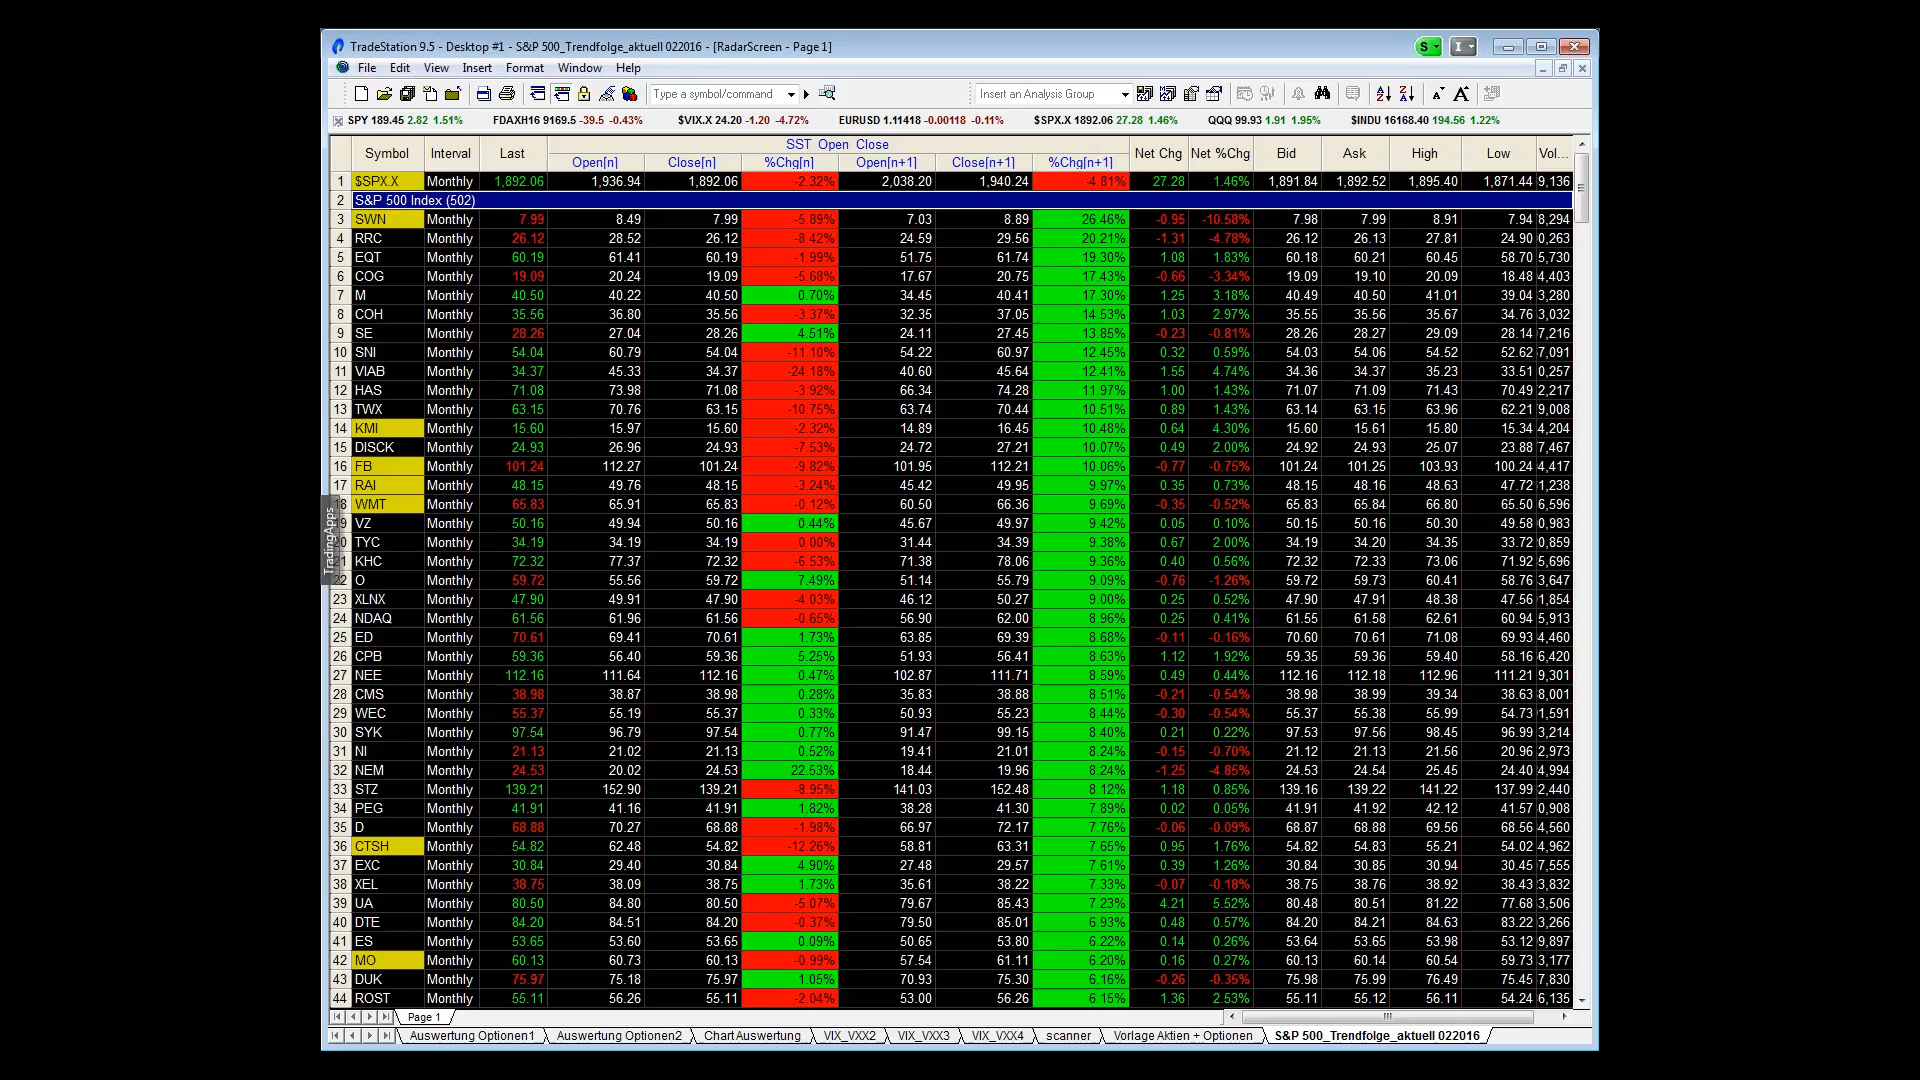 TradeStation 9.5 - Desktop #1 - S&P 500_Trendfolge_aktuell 022016 - [RadarScreen - Page 1]
File Edit View Insert Format Window Help
Type a symbol/command Insert an Analysis Group
SPY 189.45 2.82 1.51% FDAXH16 9169.5 -39.5 -0.43% $VIX.X 24.20 -1.20 -4.72% EURUSD 1.11418 -0.00118 -0.11% $SPX.X 1892.06 27.28 1.46% QQQ 99.93 1.91 1.95% $INDU 16168.40 194.56 1.22%
SST Open Close
Symbol Interval Last Open[n] Close[n] %Chg[n] Open[n+1] Close[n+1] %Chg[n+1] Net Chg Net %Chg Bid Ask High Low Vol...
1 $SPX.X Monthly 1,892.06 1,936.94 1,892.06 -2.32% 2,038.20 1,940.24 -4.81% 27.28 1.46% 1,891.84 1,892.52 1,895.40 1,871.44 9,136
2 S&P 500 Index (502)
3 SWN Monthly 7.99 8.49 7.99 -5.89% 7.03 8.89 26.46% -0.95 -10.58% 7.98 7.99 8.91 7.94 8,294
4 RRC Monthly 26.12 28.52 26.12 -8.42% 24.59 29.56 20.21% -1.31 -4.78% 26.12 26.13 27.81 24.90 0,263
5 EQT Monthly 60.19 61.41 60.19 -1.99% 51.75 61.74 19.30% 1.08 1.83% 60.18 60.21 60.45 58.70 5,730
6 COG Monthly 19.09 20.24 19.09 -5.68% 17.67 20.75 17.43% -0.66 -3.34% 19.09 19.10 20.09 18.48 4,403
7 M Monthly 40.50 40.22 40.50 0.70% 34.45 40.41 17.30% 1.25 3.18% 40.49 40.50 41.01 39.04 3,280
8 COH Monthly 35.56 36.80 35.56 -3.37% 32.35 37.05 14.53% 1.03 2.97% 35.55 35.56 35.67 34.76 3,032
9 SE Monthly 28.26 27.04 28.26 4.51% 24.11 27.45 13.85% -0.23 -0.81% 28.26 28.27 29.09 28.14 7,216
10 SNI Monthly 54.04 60.79 54.04 -11.10% 54.22 60.97 12.45% 0.32 0.59% 54.03 54.06 54.52 52.62 7,091
11 VIAB Monthly 34.37 45.33 34.37 -24.18% 40.60 45.64 12.41% 1.55 4.74% 34.36 34.37 35.23 33.51 0,257
12 HAS Monthly 71.08 73.98 71.08 -3.92% 66.34 74.28 11.97% 1.00 1.43% 71.07 71.09 71.43 70.49 2,217
13 TWX Monthly 63.15 70.76 63.15 -10.75% 63.74 70.44 10.51% 0.89 1.43% 63.14 63.15 63.96 62.21 9,008
14 KMI Monthly 15.60 15.97 15.60 -2.32% 14.89 16.45 10.48% 0.64 4.30% 15.60 15.61 15.80 15.34 4,204
15 DISCK Monthly 24.93 26.96 24.93 -7.53% 24.72 27.21 10.07% 0.49 2.00% 24.92 24.93 25.07 23.88 7,467
16 FB Monthly 101.24 112.27 101.24 -9.82% 101.95 112.21 10.06% -0.77 -0.75% 101.24 101.25 103.93 100.24 4,417
17 RAI Monthly 48.15 49.76 48.15 -3.24% 45.42 49.95 9.97% 0.35 0.73% 48.15 48.16 48.63 47.72 1,238
18 WMT Monthly 65.83 65.91 65.83 -0.12% 60.50 66.36 9.69% -0.35 -0.52% 65.83 65.84 66.80 65.50 6,596
19 VZ Monthly 50.16 49.94 50.16 0.44% 45.67 49.97 9.42% 0.05 0.10% 50.15 50.16 50.30 49.58 0,983
20 TYC Monthly 34.19 34.19 34.19 0.00% 31.44 34.39 9.38% 0.67 2.00% 34.19 34.20 34.35 33.72 0,859
21 KHC Monthly 72.32 77.37 72.32 -6.53% 71.38 78.06 9.36% 0.40 0.56% 72.32 72.33 73.06 71.92 5,696
22 O Monthly 59.72 55.56 59.72 7.49% 51.14 55.79 9.09% -0.76 -1.26% 59.72 59.73 60.41 58.76 3,647
23 XLNX Monthly 47.90 49.91 47.90 -4.03% 46.12 50.27 9.00% 0.25 0.52% 47.90 47.91 48.38 47.56 1,854
24 NDAQ Monthly 61.56 61.96 61.56 -0.65% 56.90 62.00 8.96% 0.25 0.41% 61.55 61.58 62.61 60.94 5,913
25 ED Monthly 70.61 69.41 70.61 1.73% 63.85 69.39 8.68% -0.11 -0.16% 70.60 70.61 71.08 69.93 4,460
26 CPB Monthly 59.36 56.40 59.36 5.25% 51.93 56.41 8.63% 1.12 1.92% 59.35 59.36 59.40 58.16 6,420
27 NEE Monthly 112.16 111.64 112.16 0.47% 102.87 111.71 8.59% 0.49 0.44% 112.16 112.18 112.96 111.21 9,301
28 CMS Monthly 38.98 38.87 38.98 0.28% 35.83 38.88 8.51% -0.21 -0.54% 38.98 38.99 39.34 38.63 8,001
29 WEC Monthly 55.37 55.19 55.37 0.33% 50.93 55.23 8.44% -0.30 -0.54% 55.37 55.38 55.99 54.73 1,591
30 SYK Monthly 97.54 96.79 97.54 0.77% 91.47 99.15 8.40% 0.21 0.22% 97.53 97.56 98.45 96.99 3,214
31 NI Monthly 21.13 21.02 21.13 0.52% 19.41 21.01 8.24% -0.15 -0.70% 21.12 21.13 21.56 20.96 2,973
32 NEM Monthly 24.53 20.02 24.53 22.53% 18.44 19.96 8.24% -1.25 -4.85% 24.53 24.54 25.45 24.40 4,994
33 STZ Monthly 139.21 152.90 139.21 -8.95% 141.03 152.48 8.12% 1.18 0.85% 139.16 139.22 141.22 137.99 2,440
34 PEG Monthly 41.91 41.16 41.91 1.82% 38.28 41.30 7.89% 0.02 0.05% 41.91 41.92 42.12 41.57 0,908
35 D Monthly 68.88 70.27 68.88 -1.98% 66.97 72.17 7.76% -0.06 -0.09% 68.87 68.88 69.56 68.56 4,560
36 CTSH Monthly 54.82 62.48 54.82 -12.26% 58.81 63.31 7.65% 0.95 1.76% 54.82 54.83 55.21 54.02 4,962
37 EXC Monthly 30.84 29.40 30.84 4.90% 27.48 29.57 7.61% 0.39 1.26% 30.84 30.85 30.94 30.45 7,555
38 XEL Monthly 38.75 38.09 38.75 1.73% 35.61 38.22 7.33% -0.07 -0.18% 38.75 38.76 38.92 38.43 3,832
39 UA Monthly 80.50 84.80 80.50 -5.07% 79.67 85.43 7.23% 4.21 5.52% 80.48 80.51 81.22 77.68 3,506
40 DTE Monthly 84.20 84.51 84.20 -0.37% 79.50 85.01 6.93% 0.48 0.57% 84.20 84.21 84.63 83.22 3,266
41 ES Monthly 53.65 53.60 53.65 0.09% 50.65 53.80 6.22% 0.14 0.26% 53.64 53.65 53.98 53.12 9,897
42 MO Monthly 60.13 60.73 60.13 -0.99% 57.54 61.11 6.20% 0.16 0.27% 60.13 60.14 60.54 59.73 3,177
43 DUK Monthly 75.97 75.18 75.97 1.05% 70.93 75.30 6.16% -0.26 -0.35% 75.98 75.99 76.49 75.45 7,830
44 ROST Monthly 55.11 56.26 55.11 -2.04% 53.00 56.26 6.15% 1.36 2.53% 55.11 55.12 56.11 54.24 6,135
TradingApps
Page 1
Auswertung Optionen1 Auswertung Optionen2 ChartAuswertung VIX_VXX2 VIX_VXX3 VIX_VXX4 scanner Vorlage Aktien + Optionen S&P 500_Trendfolge_aktuell 022016